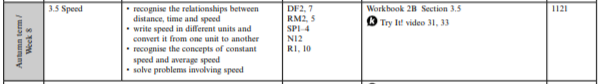 Autumn term /
Week 8
3.5 Speed
• recognise the relationships between
distance, time and speed
• write speed in different units and
convert it from one unit to another
• recognise the concepts of constant
speed and average speed
• solve problems involving speed
DF2, 7
RM2, 5
SP1–4
N12
R1, 10
Workbook 2B Section 3.5
Try It! video 31, 33
1121